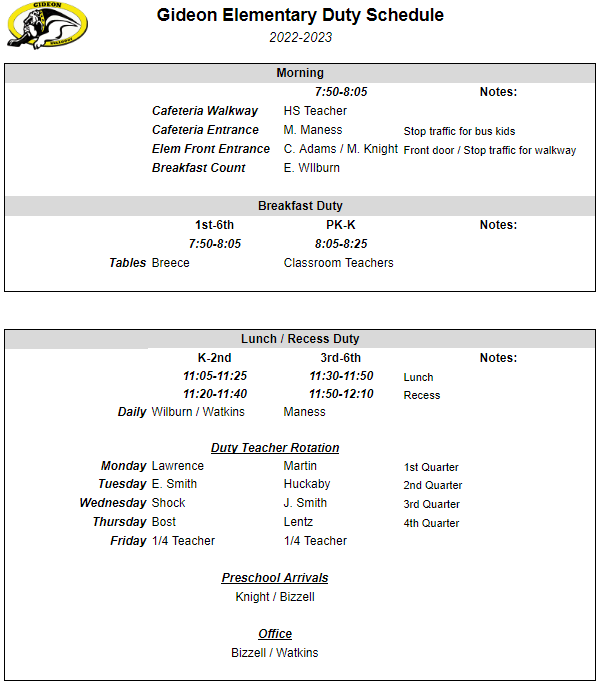 GIDEON
BULLDOGS
Gideon Elementary Duty Schedule
2022-2023
Morning
7:50-8:05 Notes:
Cafeteria Walkway HS Teacher
Cafeteria Entrance M. Maness Stop traffic for bus kids
Elem Front Entrance C. Adams / M. Knight Front door / Stop traffic for walkway
Breakfast Count E. WIlburn
Breakfast Duty
1st-6th PK-K Notes:
7:50-8:05 8:05-8:25
Tables Breece Classroom Teachers
Lunch / Recess Duty
K-2nd 3rd-6th Notes:
11:05-11:25 11:30-11:50 Lunch
11:20-11:40 11:50-12:10 Recess
Daily Wilburn / Watkins Maness
Duty Teacher Rotation
Monday Lawrence Martin 1st Quarter
Tuesday E. Smith Huckaby 2nd Quarter
Wednesday Shock J. Smith 3rd Quarter
Thursday Bost Lentz 4th Quarter
Friday 1/4 Teacher 1/4 Teacher
Preschool Arrivals
Knight / Bizzell
Office
Bizzell / Watkins